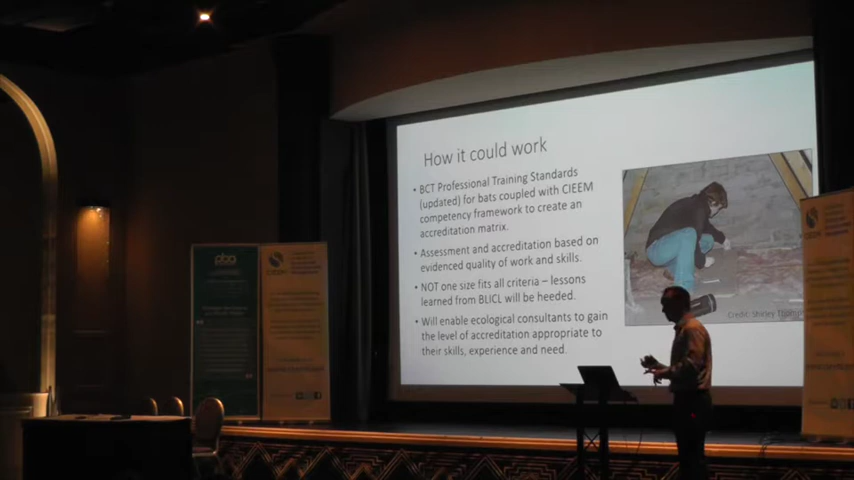 How it could work
• BCT Professional Training Standards
(updated) for bats coupled with CIEEM
competency framework to create an
accreditation matrix.
• Assessment and accreditation based on
evidenced quality of work and skills.
• NOT one size fits all criteria – lessons
learned from BLICL will be heeded.
• Will enable ecological consultants to gain
the level of accreditation appropriate to
their skills, experience and need.
Credit: Shirley
pba